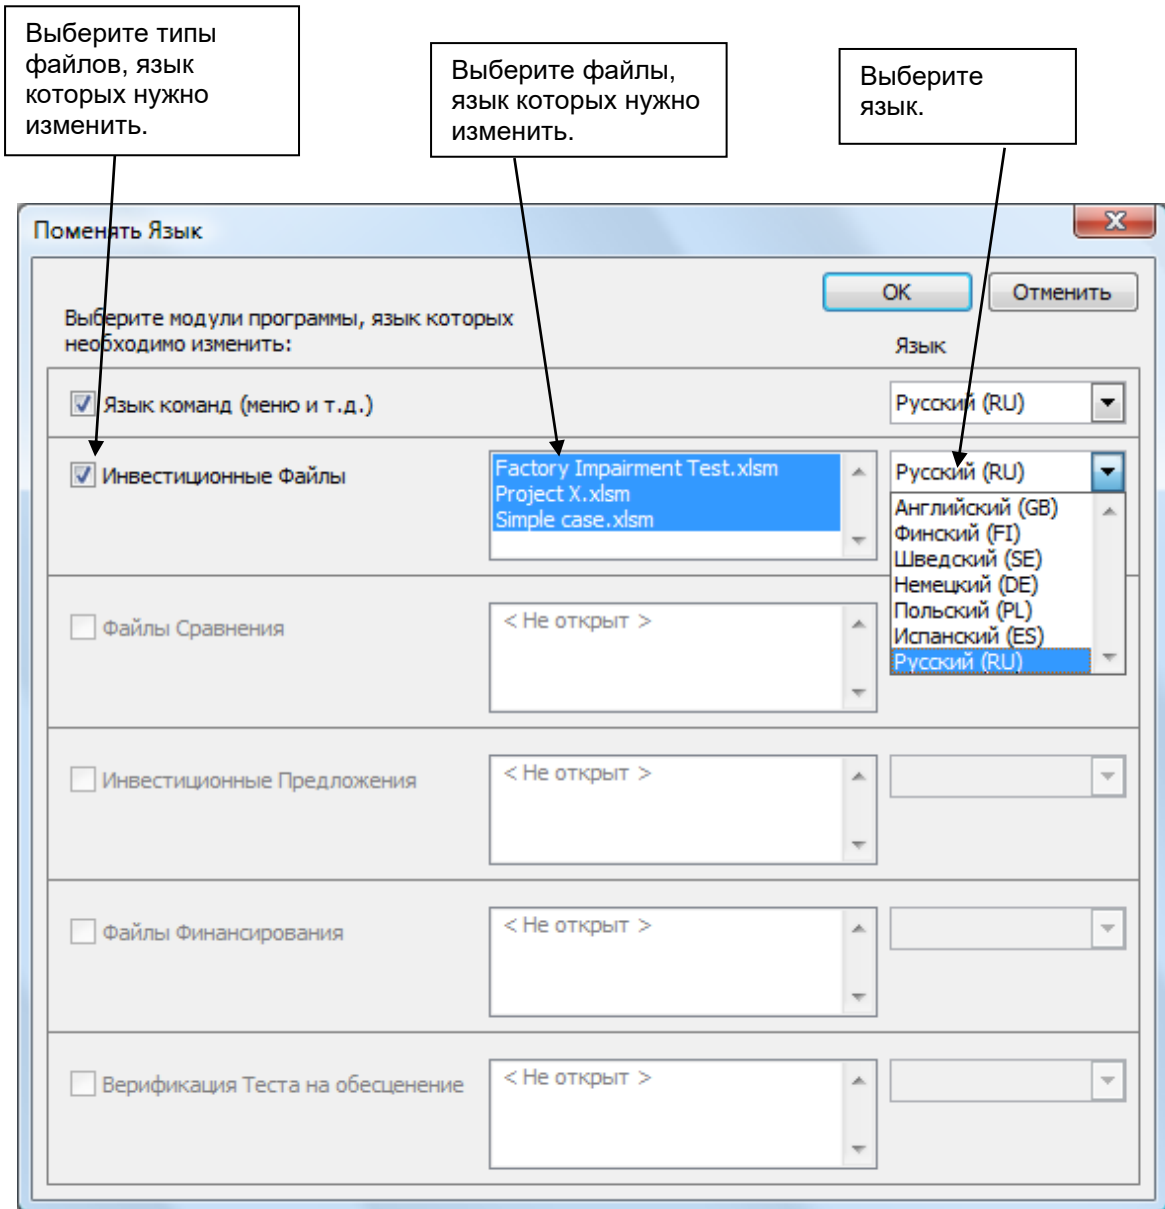 Выберите типы
файлов, язык
которых нужно
изменить.
Выберите файлы,
язык которых нужно
изменить.
Выберите
язык.
Поменять Язык
OK
Отменить
Выберите модули программы, язык которых
необходимо изменить:
Язык
Язык команд (меню и т.д.)
Русский (RU)
Инвестиционные Файлы
Factory Impairment Test.xlsm
Project X.xlsm
Simple case.xlsm
Русский (RU)
Английский (GB)
Финский (FI)
Шведский (SE)
Немецкий (DE)
Польский (PL)
Испанский (ES)
Русский (RU)
Файлы Сравнения
< Не открыт >
Инвестиционные Предложения
< Не открыт >
Файлы Финансирования
< Не открыт >
Верификация Теста на обесценение
< Не открыт >